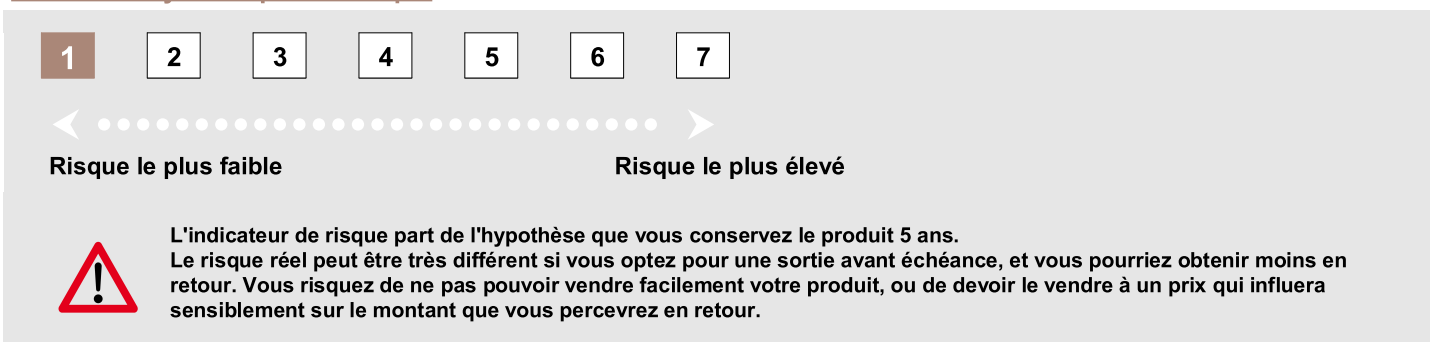 1 2 3 4 5 6 7
Risque le plus faible Risque le plus élevé
L'indicateur de risque part de l'hypothèse que vous conservez le produit 5 ans.
Le risque réel peut être très différent si vous optez pour une sortie avant échéance, et vous pourriez obtenir moins en
retour. Vous risquez de ne pas pouvoir vendre facilement votre produit, ou de devoir le vendre à un prix qui influera
sensiblement sur le montant que vous percevrez en retour.